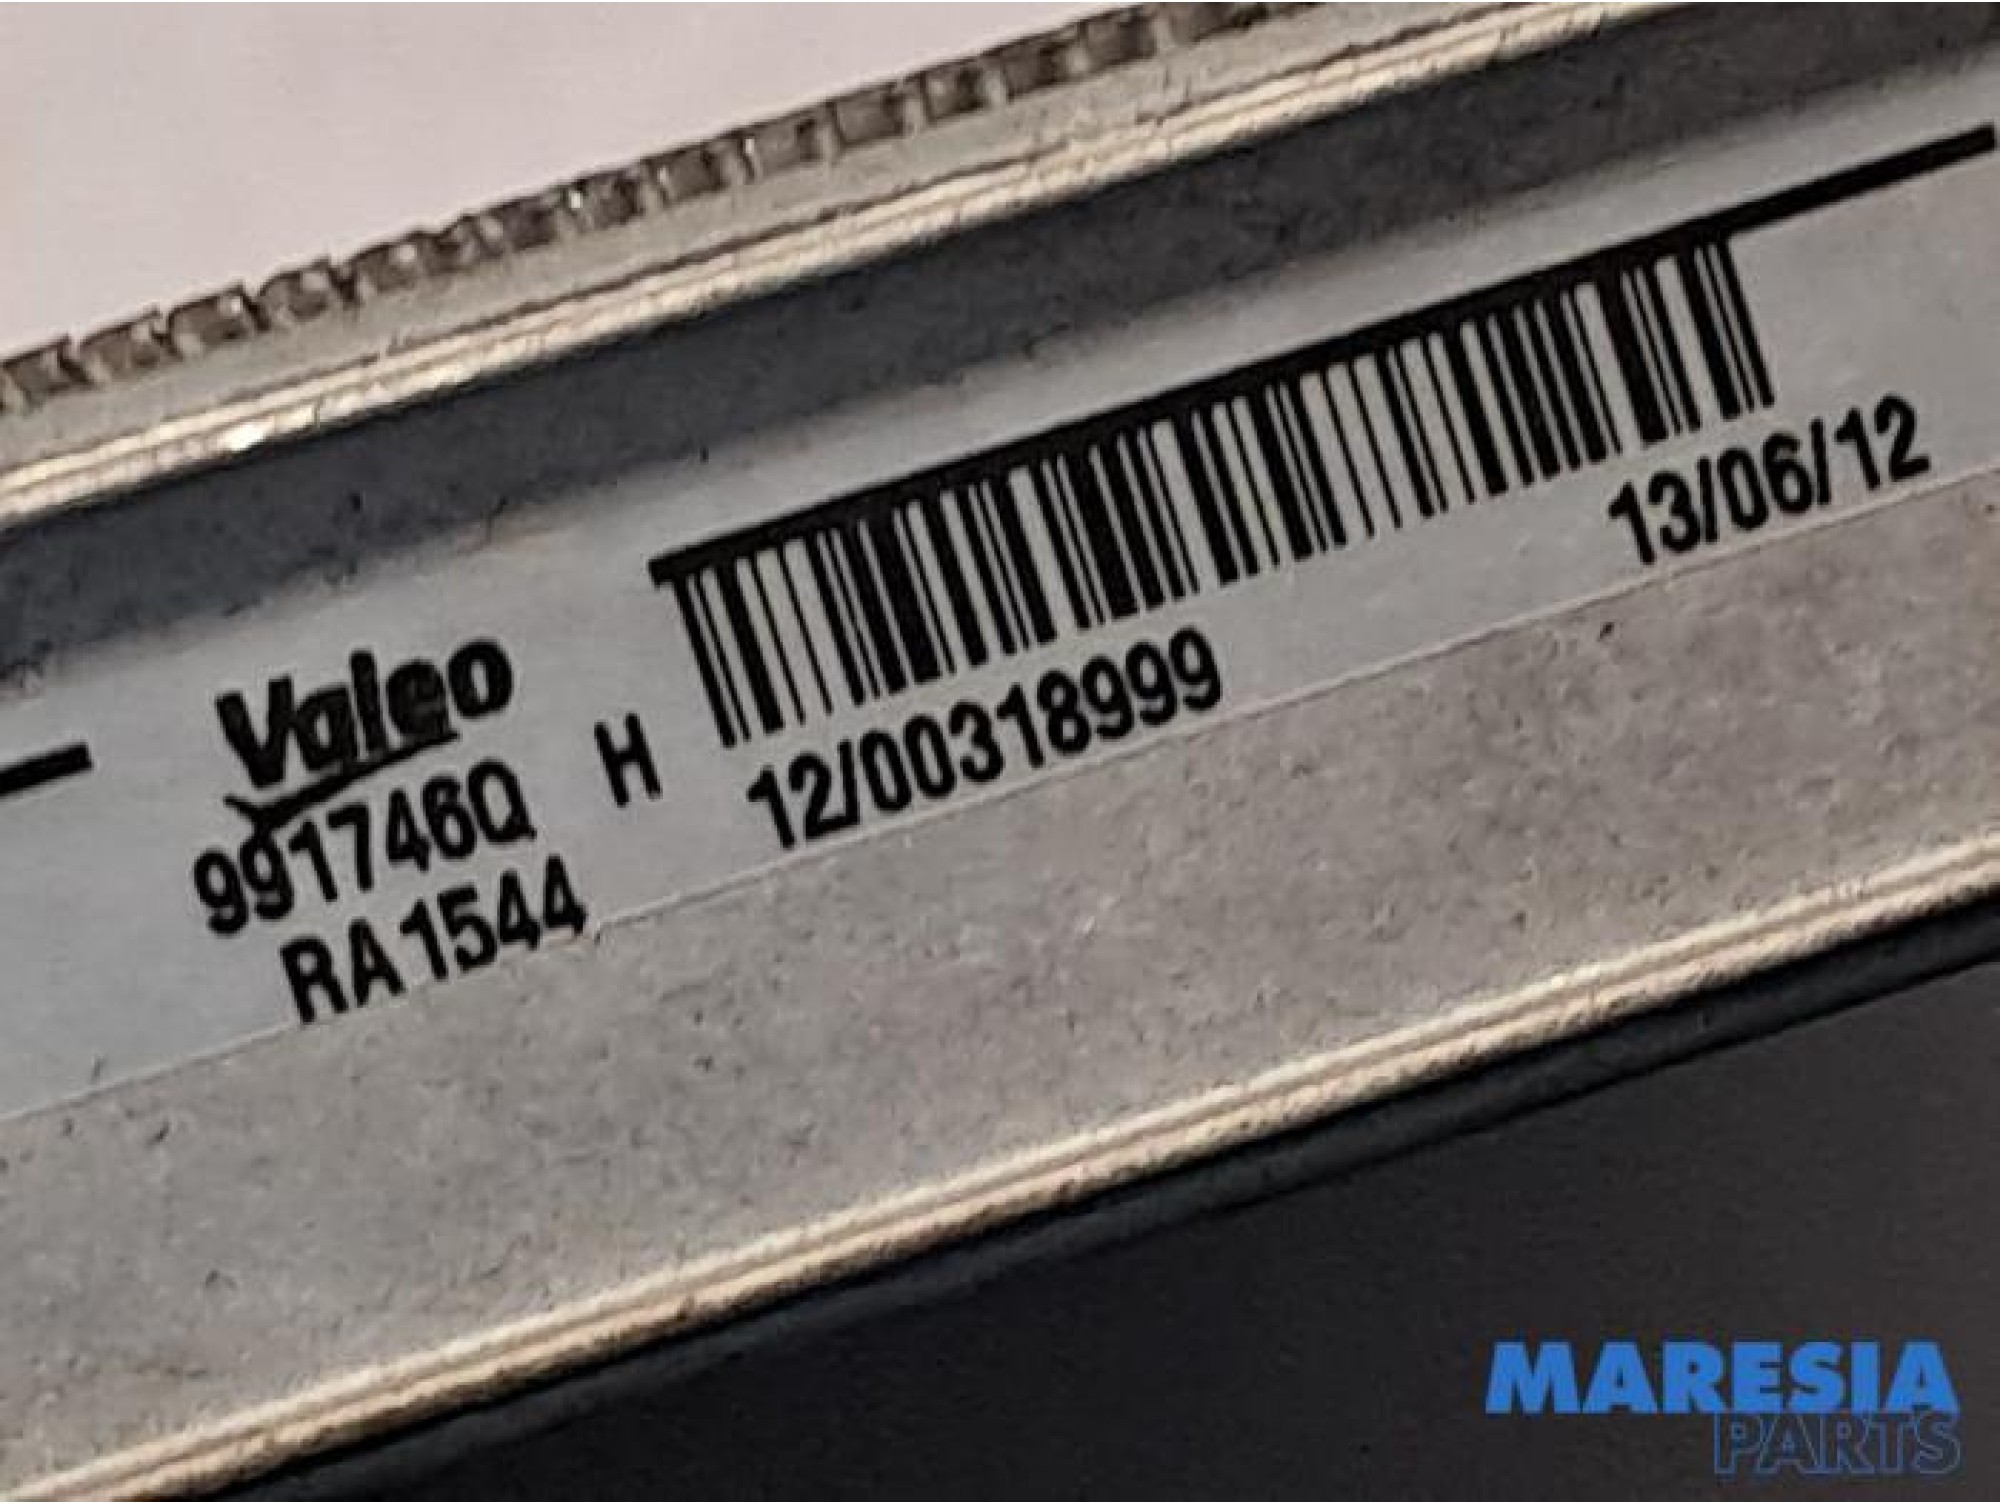 Valeo
991746Q
RA1544
H
12/00318999
13/06/12
MARESIA
PARTS